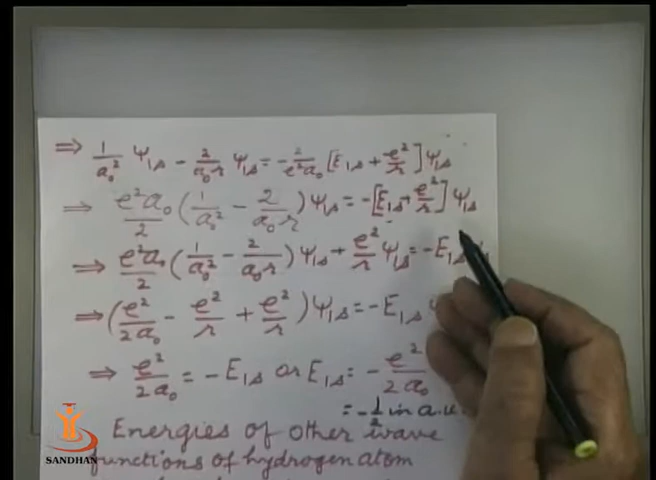 ⇒ 1/a₀² Ψ₁ₛ - 2/a₀r Ψ₁ₛ = -2/e²a₀ [E₁ₛ + e²/r] Ψ₁ₛ
⇒ e²a₀/2 (1/a₀² - 2/a₀r) Ψ₁ₛ = -[E₁ₛ + e²/r] Ψ₁ₛ
⇒ e²a₀/2 (1/a₀² - 2/a₀r) Ψ₁ₛ + e²/r Ψ₁ₛ = -E₁ₛ
⇒ (e²/2a₀ - e²/r + e²/r) Ψ₁ₛ = -E₁ₛ
⇒ e²/2a₀ = -E₁ₛ or E₁ₛ = - e²/2a₀
= -1/2 in a.u.
Energies of other wave
functions of hydrogen atom
SANDHAN